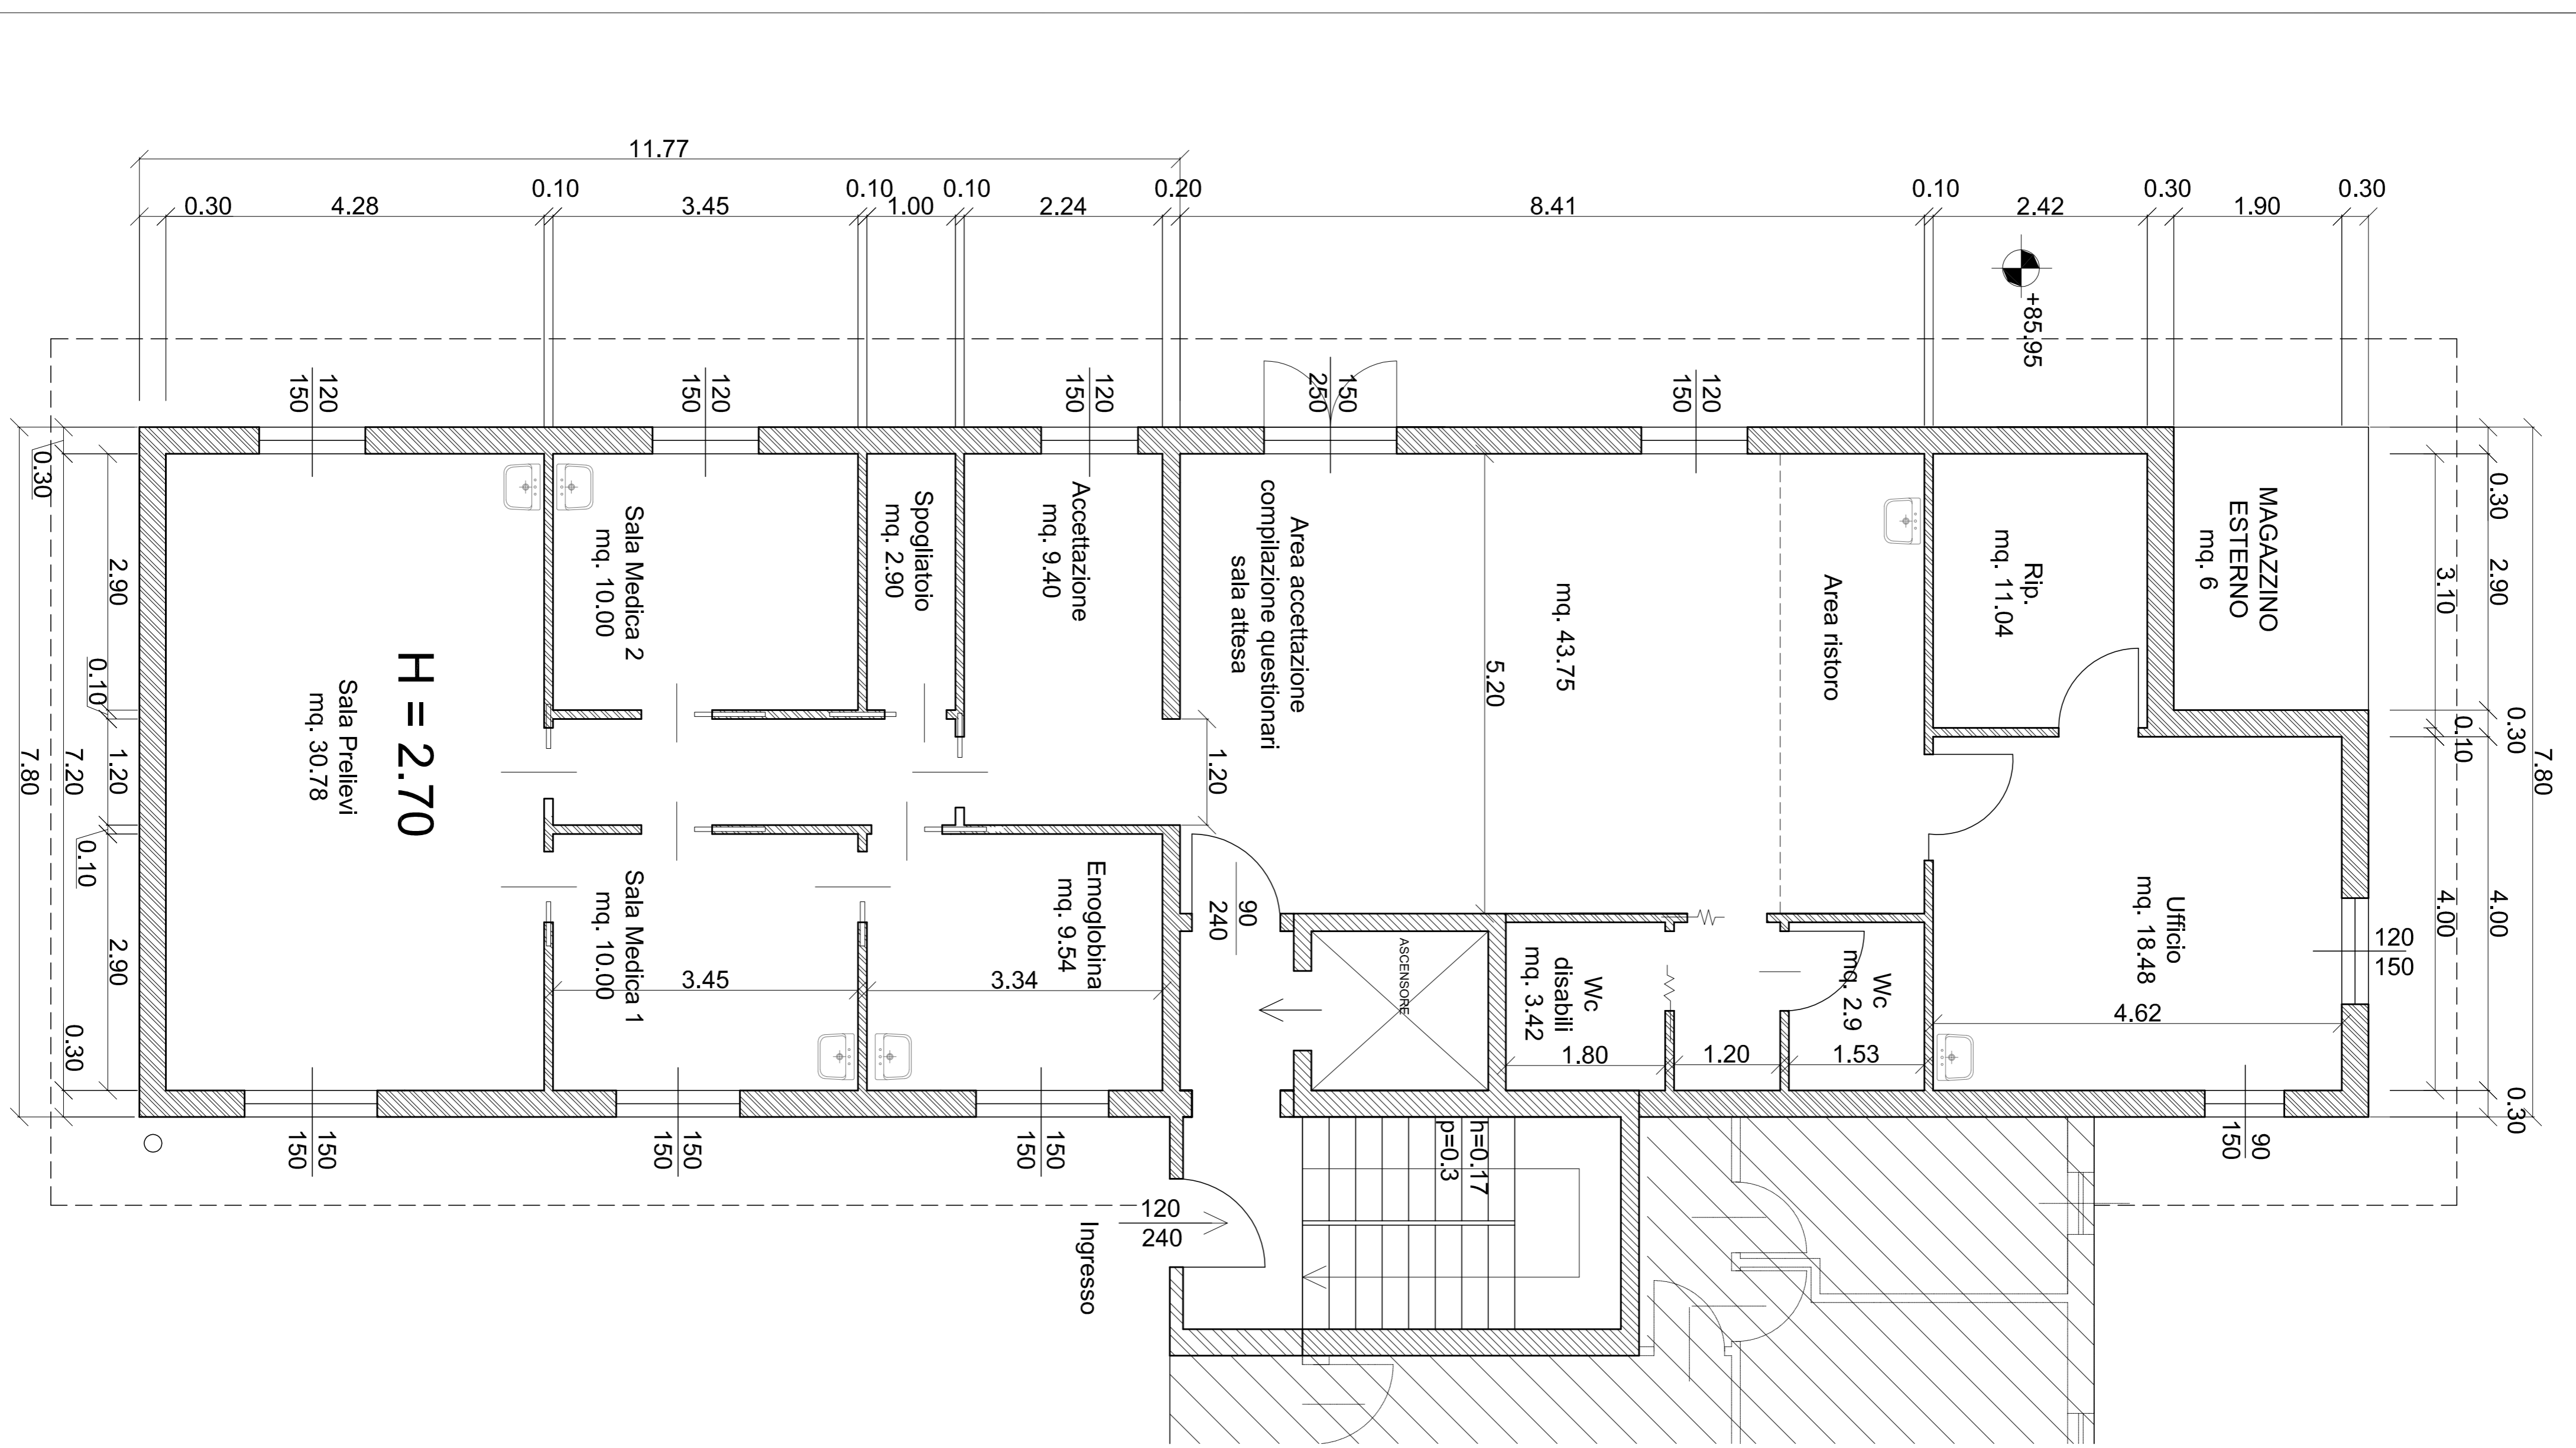 11.77
0.30
4.28
0.10
3.45
0.10
1.00
0.10
2.24
0.20
8.41
0.10
2.42
0.30
1.90
0.30
+85.95
120
150
120
150
120
150
150
250
120
150
0.30
2.90
0.10
1.20
0.10
2.90
0.30
7.20
7.80
Sala Prelievi
mq. 30.78
H = 2.70
Sala Medica 2
mq. 10.00
Spogliatoio
mq. 2.90
Accettazione
mq. 9.40
Area accettazione
compilazione questionari
sala attesa
mq. 43.75
5.20
Area ristoro
Rip.
mq. 11.04
MAGAZZINO
ESTERNO
mq. 6
0.30
2.90
0.30
4.00
0.30
3.10
0.10
4.00
7.80
1.20
Sala Medica 1
mq. 10.00
3.45
Emoglobina
mq. 9.54
3.34
90
240
ASCENSORE
Wc
disabili
mq. 3.42
1.80
1.20
Wc
mq. 2.9
1.53
Ufficio
mq. 18.48
4.62
120
150
150
150
150
150
150
150
90
150
h=0.17
p=0.3
120
240
Ingresso